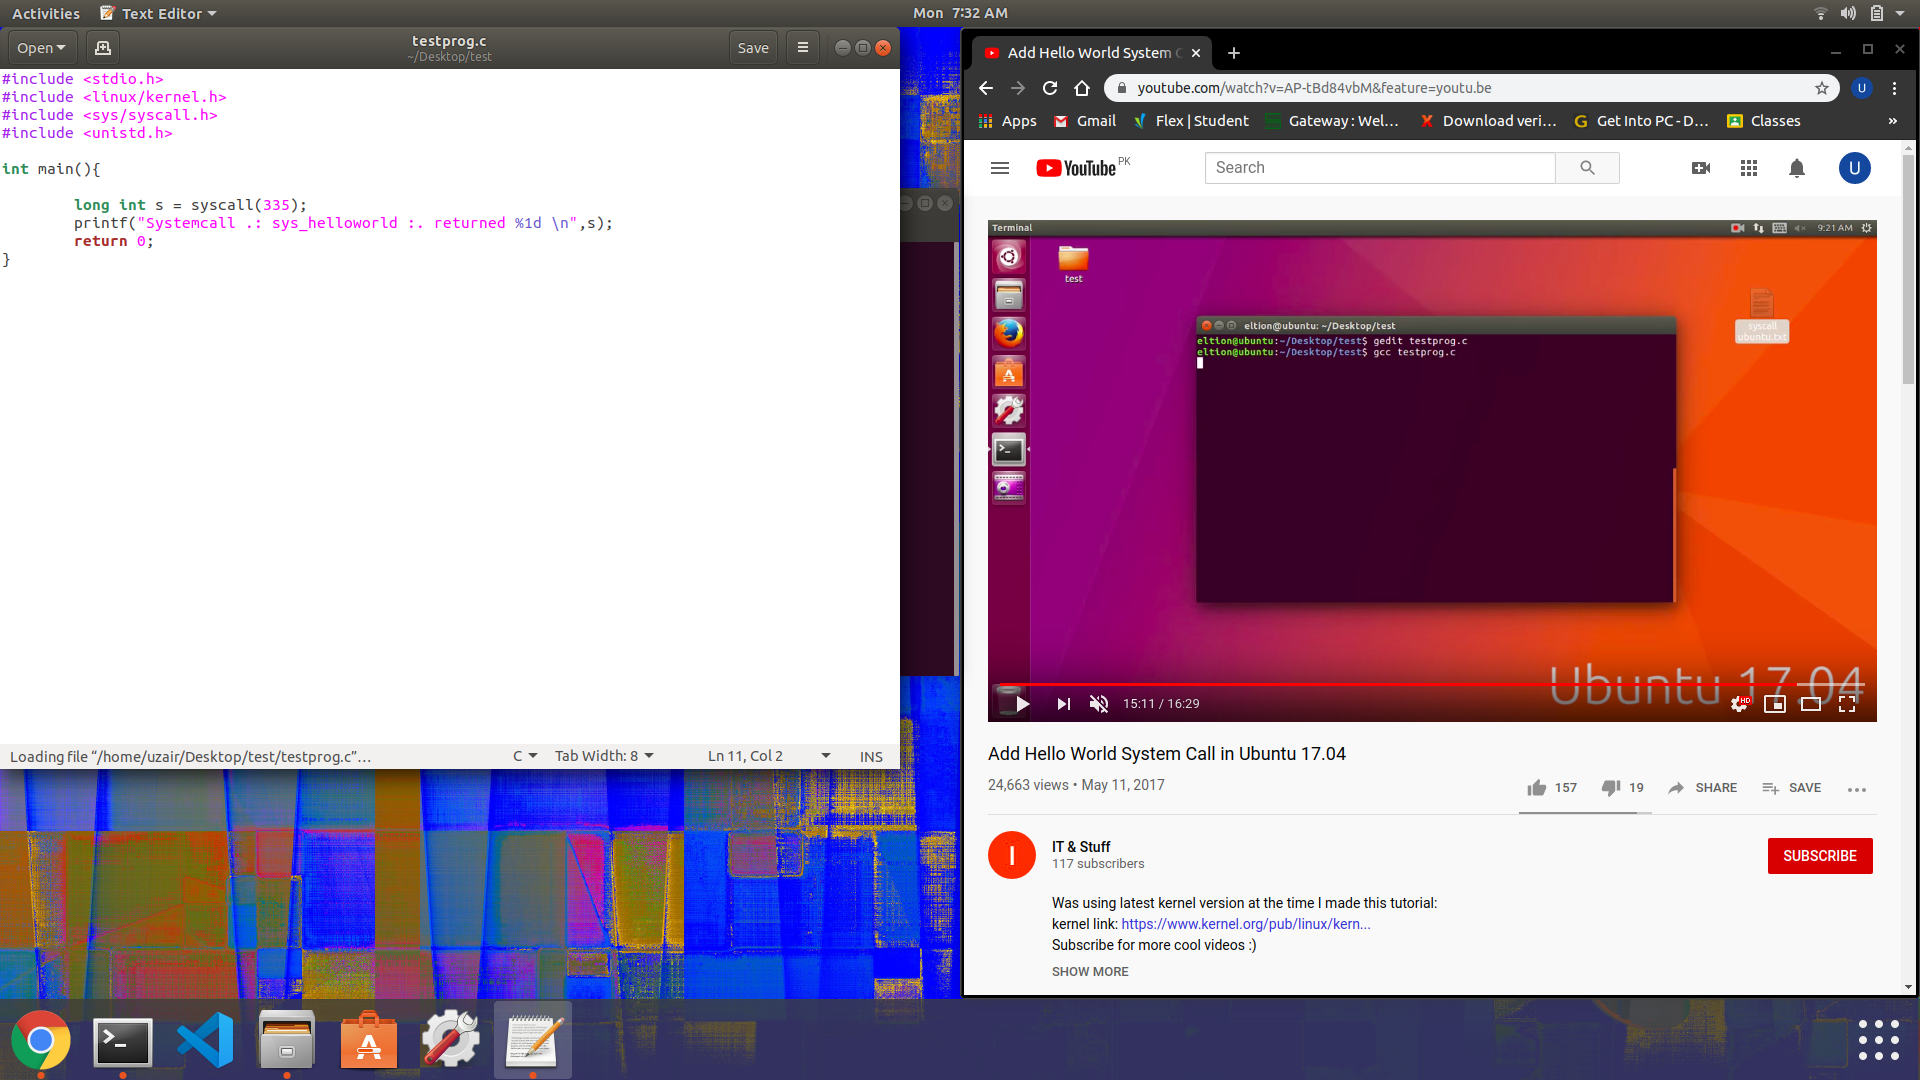 Activities Text Editor Mon 7:32 AM
Open Save
testprog.c
~/Desktop/test
#include <stdio.h>
#include <linux/kernel.h>
#include <sys/syscall.h>
#include <unistd.h>
int main(){
long int s = syscall(335);
printf("Systemcall .: sys_helloworld :. returned %1d \n",s);
return 0;
}
Loading file “/home/uzair/Desktop/test/testprog.c”… C Tab Width: 8 Ln 11, Col 2 INS
Add Hello World System C
youtube.com/watch?v=AP-tBd84vbM&feature=youtu.be U
Apps Gmail Flex | Student Gateway : Wel... X Download veri... G Get Into PC - D... Classes »
YouTube PK Search U
Terminal 9:21 AM
test
syscall
ubuntu.txt
eltion@ubuntu: ~/Desktop/test
eltion@ubuntu:~/Desktop/test$ gedit testprog.c
eltion@ubuntu:~/Desktop/test$ gcc testprog.c
Ubuntu 17.04
15:11 / 16:29 HD
Add Hello World System Call in Ubuntu 17.04
24,663 views • May 11, 2017
157 19 SHARE SAVE
I
IT & Stuff
117 subscribers
SUBSCRIBE
Was using latest kernel version at the time I made this tutorial:
kernel link: https://www.kernel.org/pub/linux/kern...
Subscribe for more cool videos :)
SHOW MORE